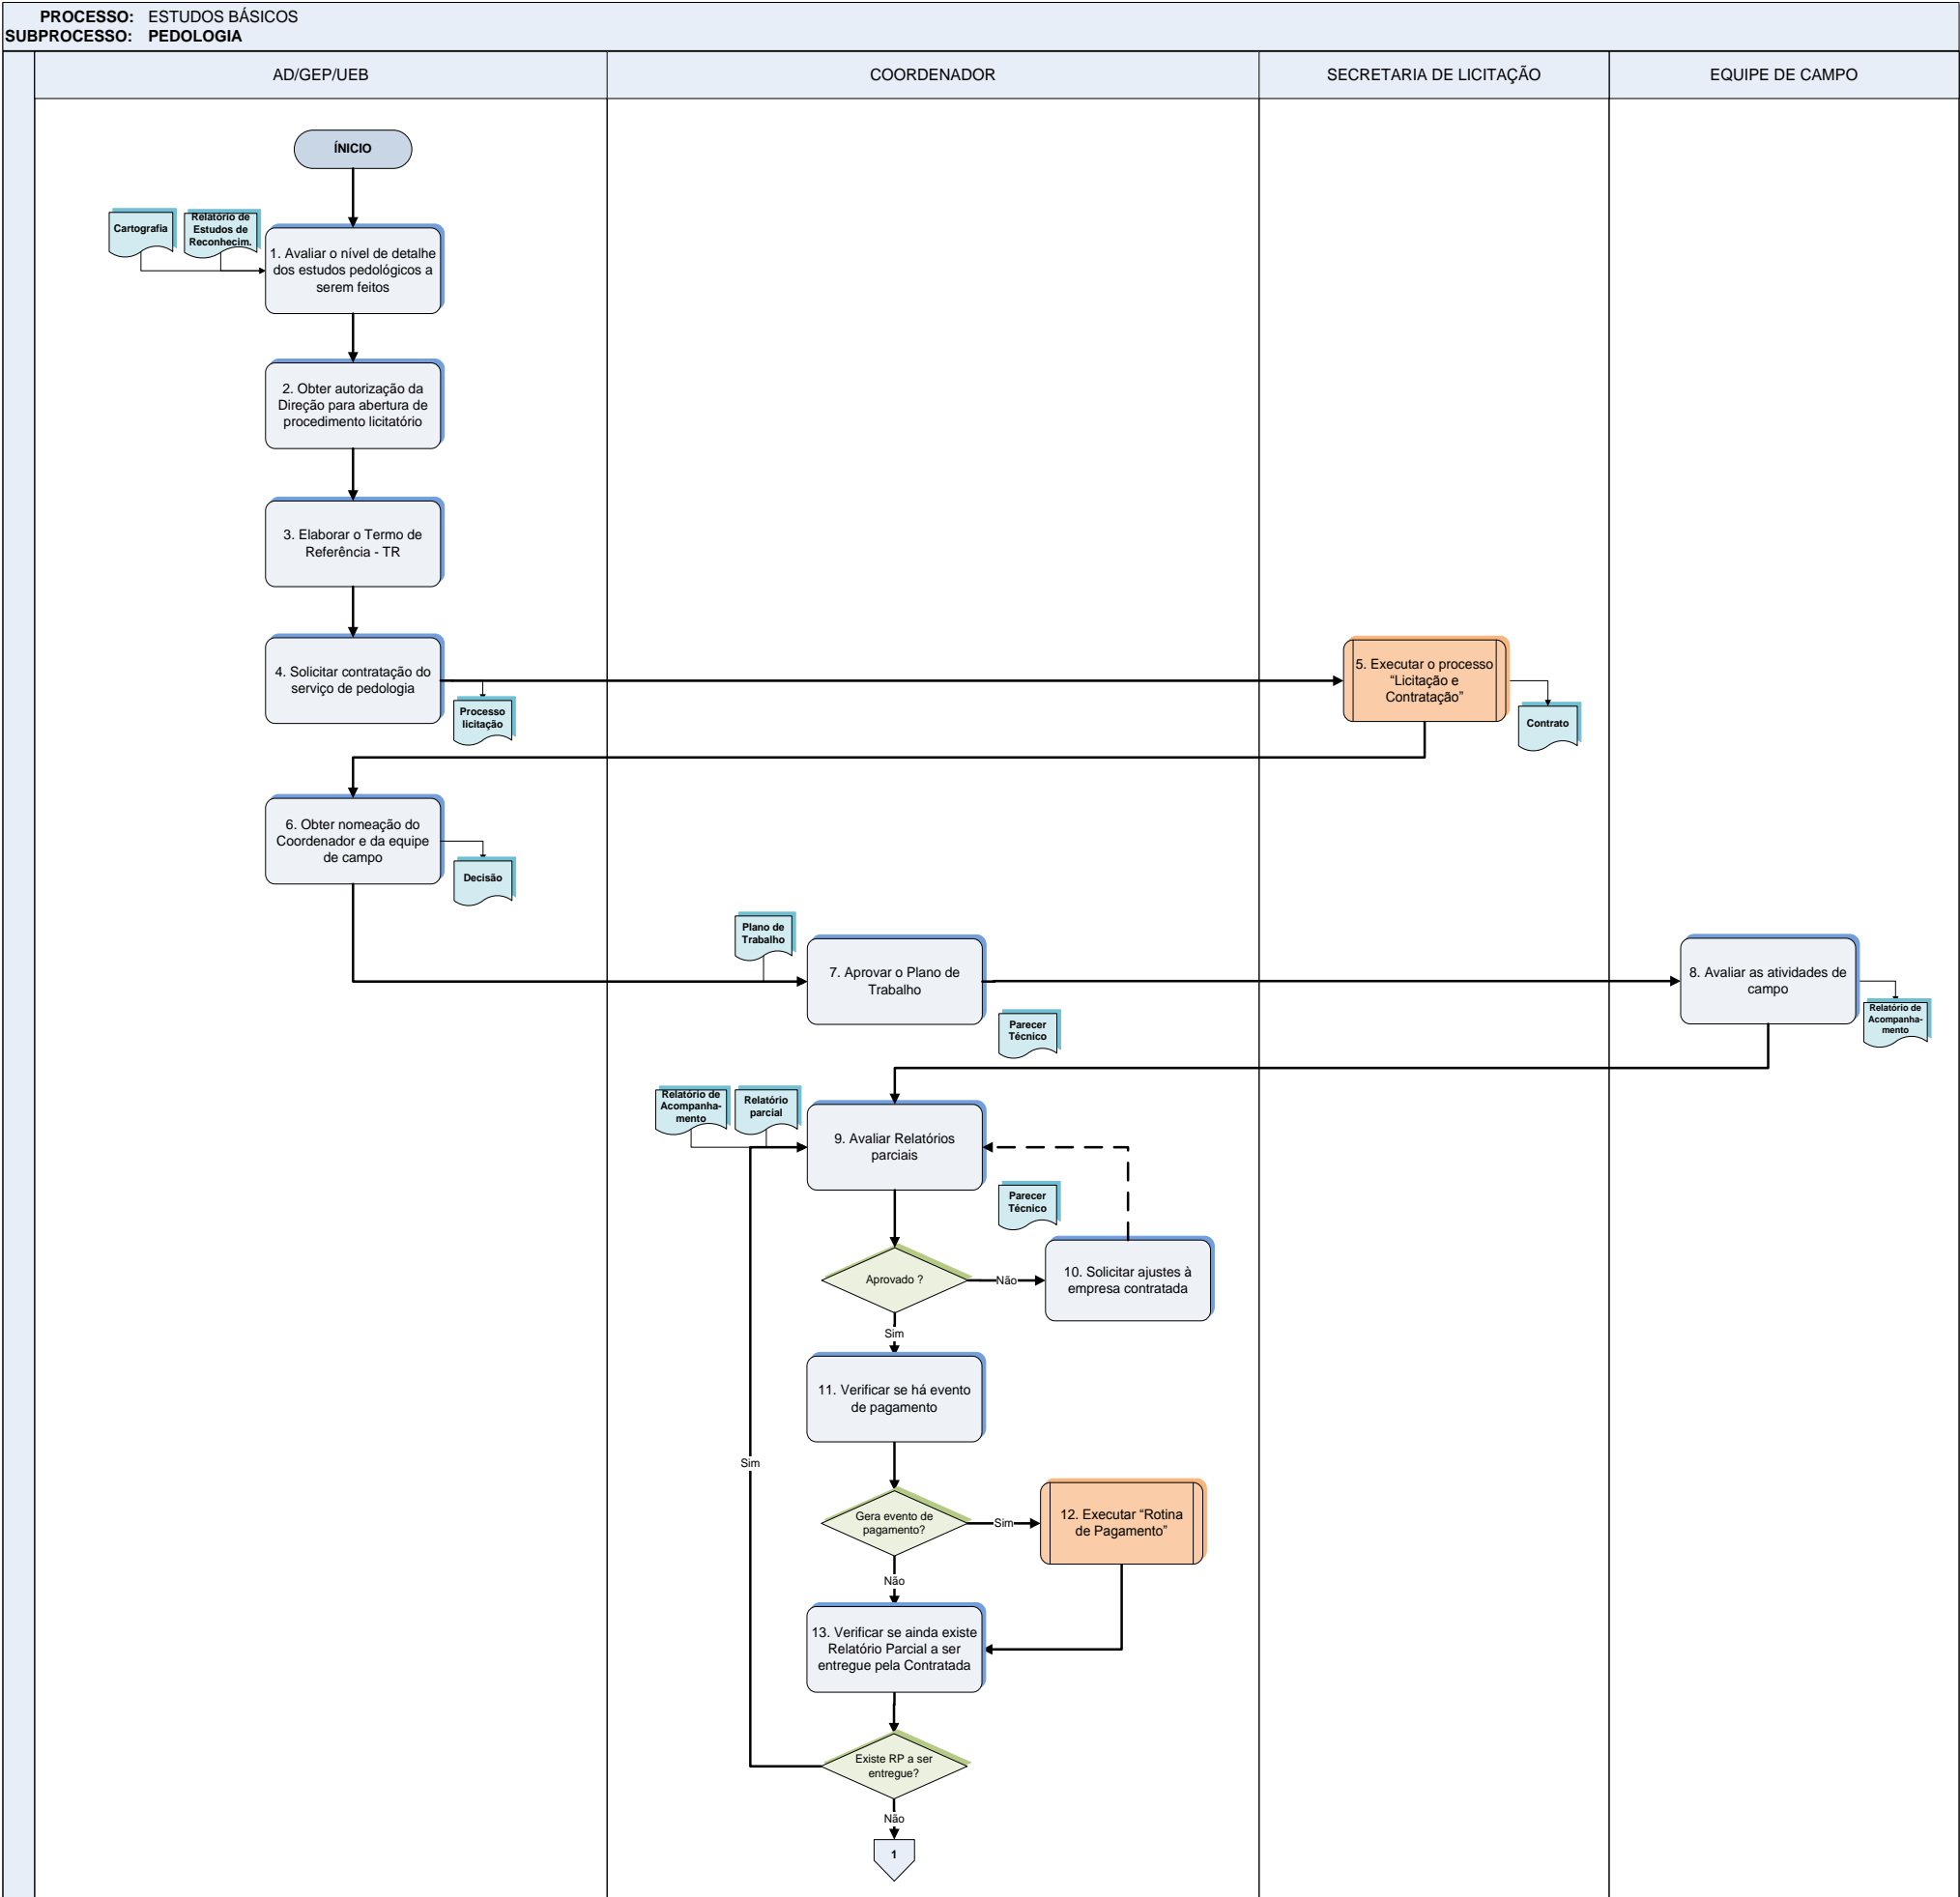 PROCESSO: ESTUDOS BÁSICOS
SUBPROCESSO: PEDOLOGIA
AD/GEP/UEB
COORDENADOR
SECRETARIA DE LICITAÇÃO
EQUIPE DE CAMPO
ÍNICIO
Cartografia
Relatório de
Estudos de
Reconhecim.
1. Avaliar o nível de detalhe
dos estudos pedológicos a
serem feitos
2. Obter autorização da
Direção para abertura de
procedimento licitatório
3. Elaborar o Termo de
Referência - TR
4. Solicitar contratação do
serviço de pedologia
Processo
licitação
5. Executar o processo
“Licitação e
Contratação”
Contrato
6. Obter nomeação do
Coordenador e da equipe
de campo
Decisão
Plano de
Trabalho
7. Aprovar o Plano de
Trabalho
Parecer
Técnico
8. Avaliar as atividades de
campo
Relatório de
Acompanha-
mento
Relatório de
Acompanha-
mento
Relatório
parcial
9. Avaliar Relatórios
parciais
Parecer
Técnico
Aprovado ?
Não
10. Solicitar ajustes à
empresa contratada
Sim
11. Verificar se há evento
de pagamento
Sim
Gera evento de
pagamento?
Sim
12. Executar “Rotina
de Pagamento”
Não
13. Verificar se ainda existe
Relatório Parcial a ser
entregue pela Contratada
Existe RP a ser
entregue?
Não
1